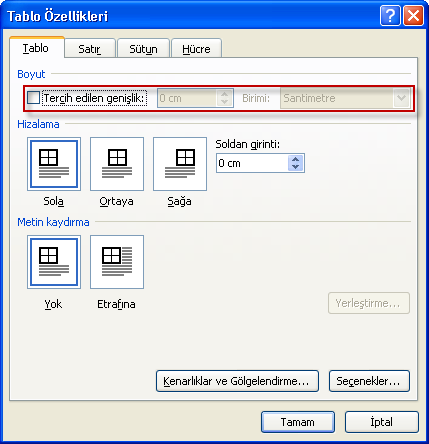 Tablo Özellikleri
Tablo Satır Sütun Hücre
Boyut
Tercih edilen genişlik: 0 cm Birimi: Santimetre
Hizalama
Soldan girinti:
0 cm
Sola Ortaya Sağa
Metin kaydırma
Yok Etrafına
Yerleştirme...
Kenarlıklar ve Gölgelendirme... Seçenekler...
Tamam İptal